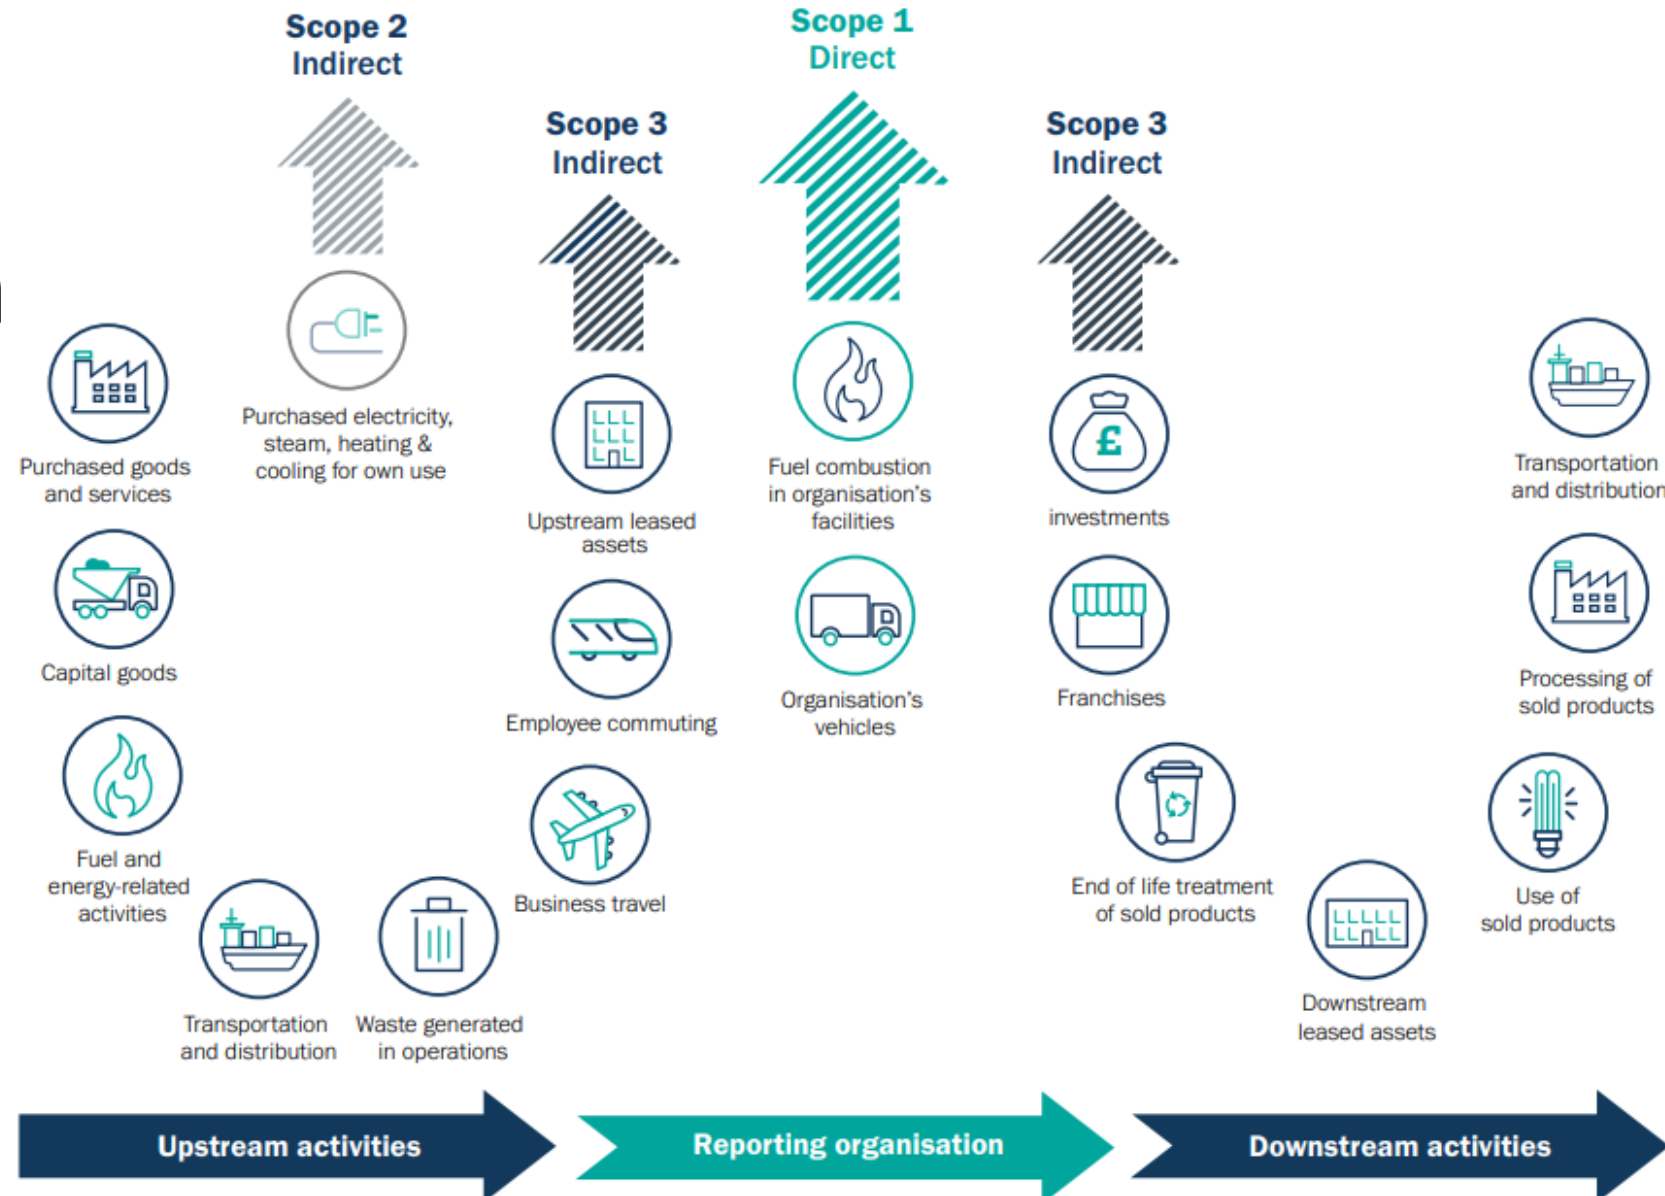 Scope 2
Indirect
Scope 1
Direct
Scope 3
Indirect
Scope 3
Indirect
Purchased goods
and services
Purchased electricity,
steam, heating &
cooling for own use
Upstream leased
assets
Fuel combustion
in organisation's
facilities
£
investments
Transportation
and distribution
Capital goods
Employee commuting
Organisation's
vehicles
Franchises
Processing of
sold products
Fuel and
energy-related
activities
Business travel
End of life treatment
of sold products
Use of
sold products
Transportation
and distribution
Waste generated
in operations
Downstream
leased assets
Upstream activities
Reporting organisation
Downstream activities